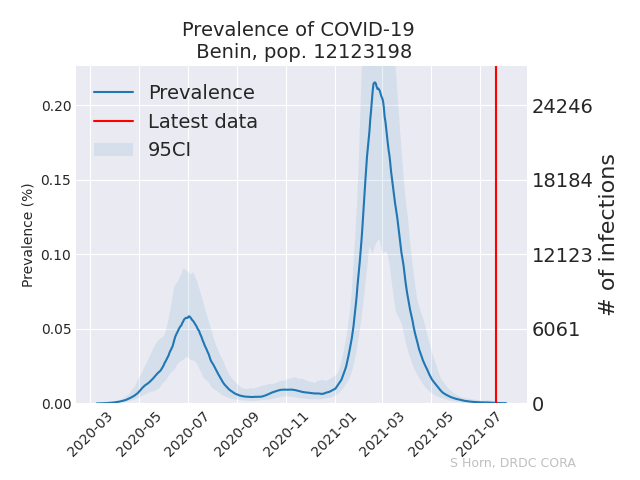 Prevalence of COVID-19
Benin, pop. 12123198
Prevalence
Latest data
95CI
Prevalence (%)
0.20
0.15
0.10
0.05
0.00
24246
18184
12123
6061
0
# of infections
2020-03
2020-05
2020-07
2020-09
2020-11
2021-01
2021-03
2021-05
2021-07
S Horn, DRDC CORA